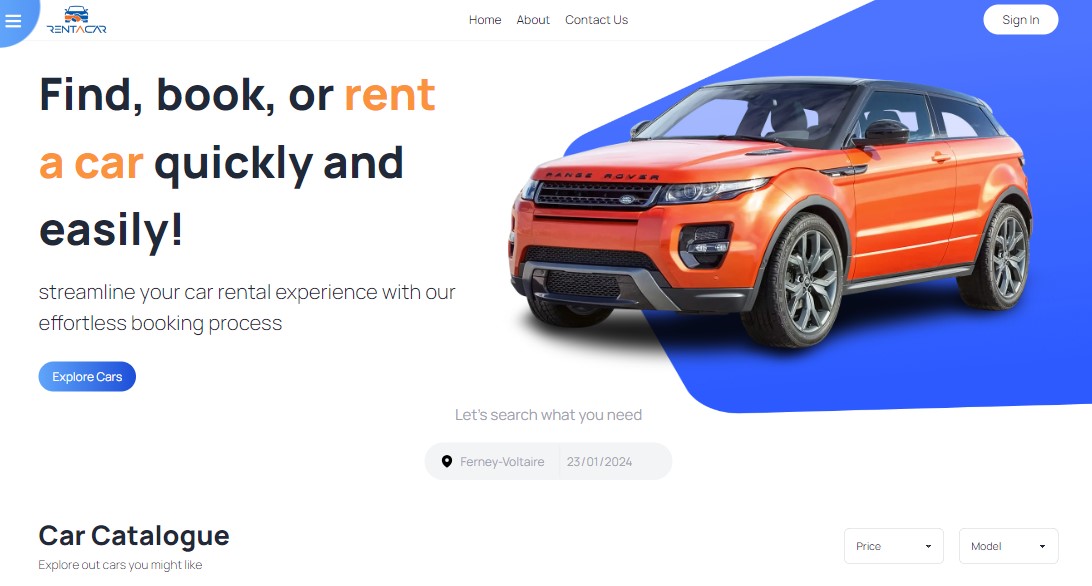 RENTACAR
Home About Contact Us
Sign In
Find, book, or rent
a car quickly and
easily!
RANGE ROVER
streamline your car rental experience with our
effortless booking process
Explore Cars
Let's search what you need
Ferney-Voltaire 23/01/2024
Car Catalogue
Explore out cars you might like
Price
Model